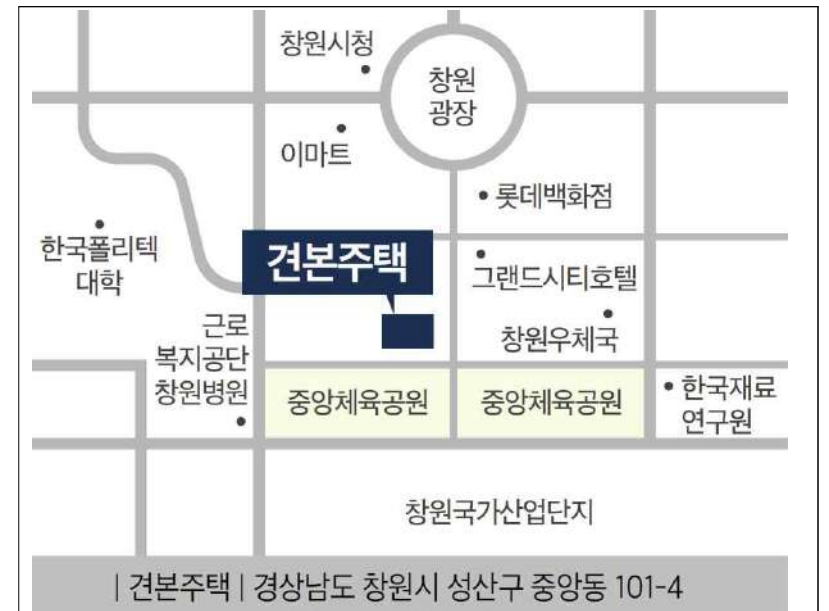 창원시청
창원
광장
이마트
롯데백화점
한국폴리텍
대학
견본주택
그랜드시티호텔
창원우체국
근로
복지공단
창원병원
중앙체육공원
중앙체육공원
한국재료
연구원
창원국가산업단지
| 견본주택 | 경상남도 창원시 성산구 중앙동 101-4